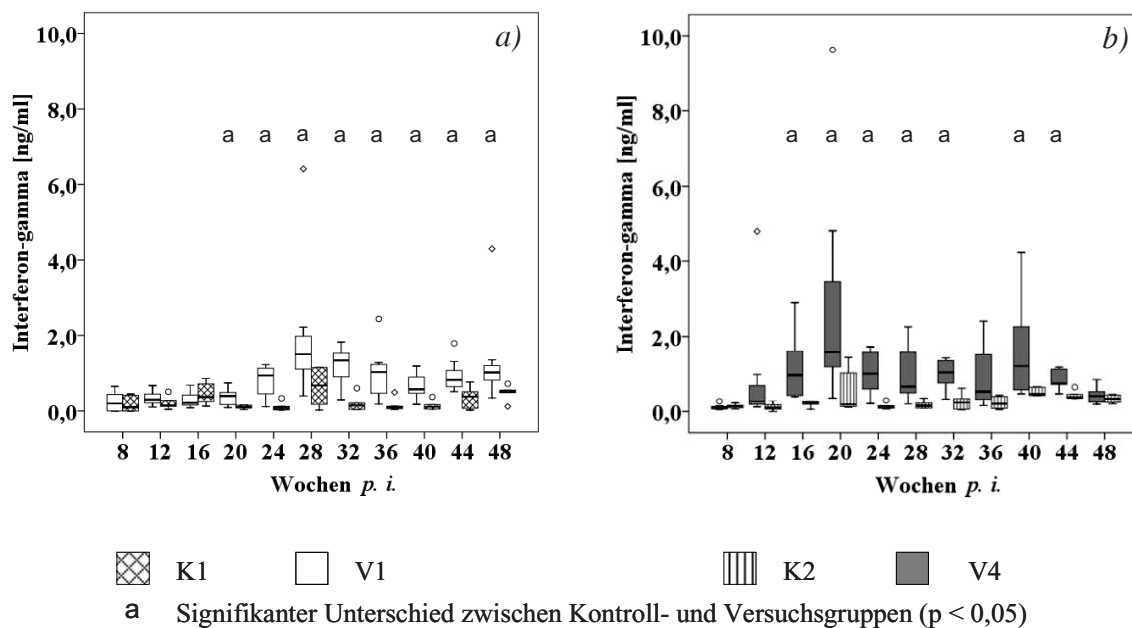 a)
Interferon-gamma [ng/ml]
10,0
8,0
6,0
4,0
2,0
0,0
a a a a a a a a
8 12 16 20 24 28 32 36 40 44 48
Wochen p. i.
b)
Interferon-gamma [ng/ml]
10,0
8,0
6,0
4,0
2,0
0,0
a a a a a a a
8 12 16 20 24 28 32 36 40 44 48
Wochen p. i.
K1 V1 K2 V4
a Signifikanter Unterschied zwischen Kontroll- und Versuchsgruppen (p < 0,05)